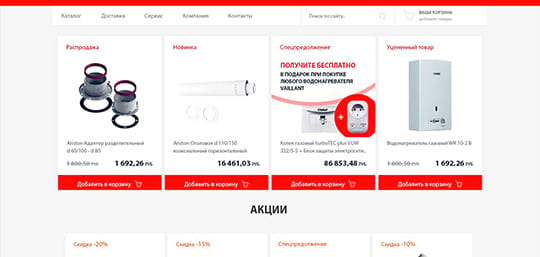 Каталог Доставка Сервис Компания Контакты Поиск по сайту.. ВАША КОРЗИНА
добавьте товары
Распродажа
Новинка
Спецпредложение
Уцененный товар
ПОЛУЧИТЕ БЕСПЛАТНО
В ПОДАРОК ПРИ ПОКУПКЕ
ЛЮБОГО ВОДОНАГРЕВАТЕЛЯ
VAILLANT
Ariston Адаптер разделительный
d 60/100 - d 80
1 800,50 РУБ. 1 692,26 РУБ.
Ariston Оголовок d 110/150
коаксиальный горизонтальный
16 461,03 РУБ.
Котел газовый turboTEC plus VUW
322/5-5 + Блок защиты электросети,..
86 853,48 РУБ.
Водонагреватель газовый WR 10-2 B
1 800,50 РУБ. 1 692,26 РУБ.
Добавить в корзину
Добавить в корзину
Добавить в корзину
Добавить в корзину
АКЦИИ
Скидка -20%
Скидка -15%
Спецпредложение
Скидка -10%